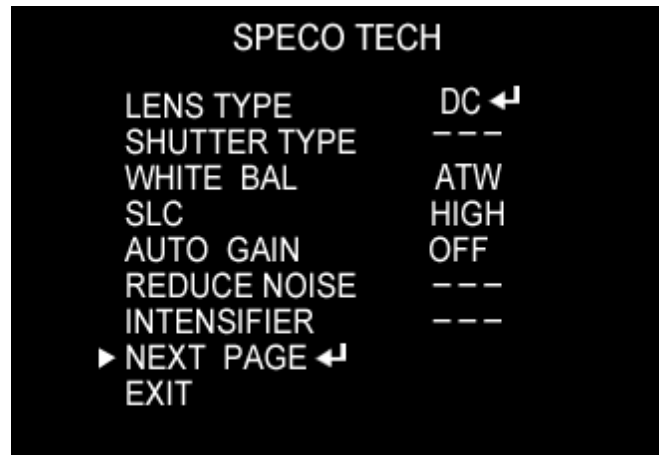 SPECO TECH
LENS TYPE DC ↵
SHUTTER TYPE ---
WHITE BAL ATW
SLC HIGH
AUTO GAIN OFF
REDUCE NOISE ---
INTENSIFIER ---
► NEXT PAGE ↵
EXIT